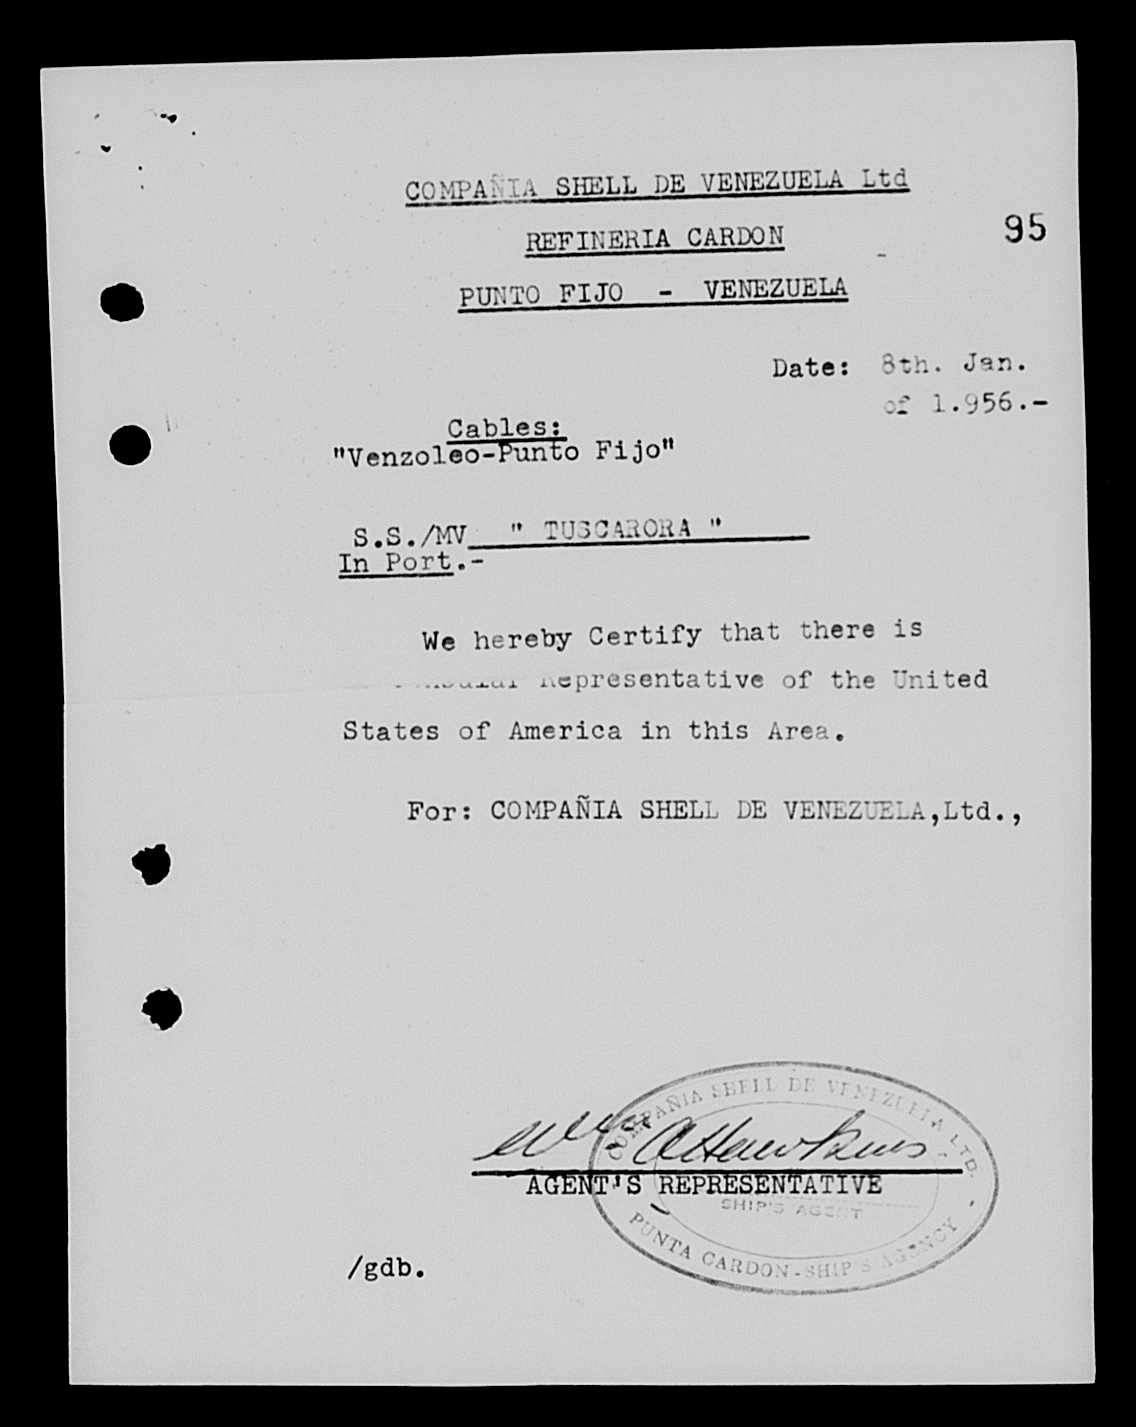 COMPAÑIA SHELL DE VENEZUELA Ltd
REFINERIA CARDON
95
PUNTO FIJO - VENEZUELA
Date: 8th. Jan.
of 1.956.-
Cables:
"Venzoleo-Punto Fijo"
S.S./MV " TUSCARORA "
In Port.-
We hereby Certify that there is
Representative of the United
States of America in this Area.
For: COMPAÑIA SHELL DE VENEZUELA,Ltd.,
COMPAÑIA SHELL DE VENEZUELA LTD.
AGENT'S REPRESENTATIVE
SHIP'S AGENT
PUNTA CARDON-SHIP'S AGENCY
/gdb.